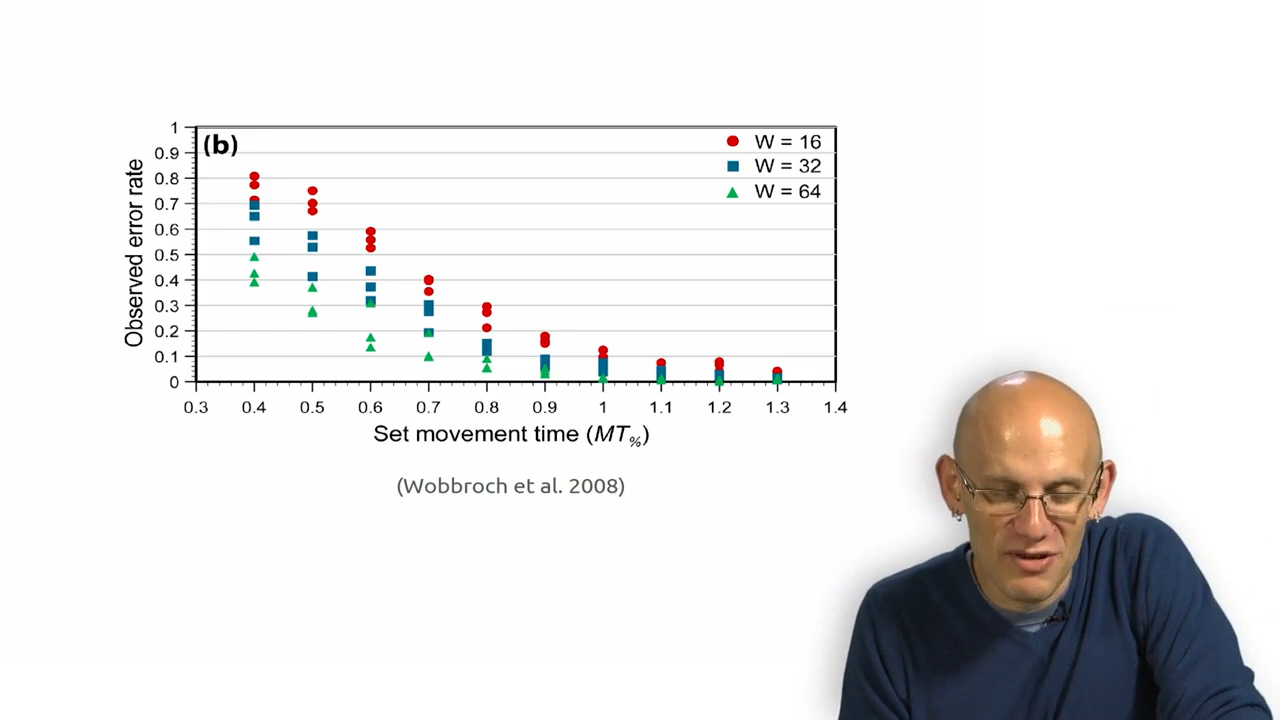 (b)
W = 16
W = 32
W = 64
Observed error rate
1
0.9
0.8
0.7
0.6
0.5
0.4
0.3
0.2
0.1
0
0.3 0.4 0.5 0.6 0.7 0.8 0.9 1 1.1 1.2 1.3 1.4
Set movement time (MT%)
(Wobbroch et al. 2008)